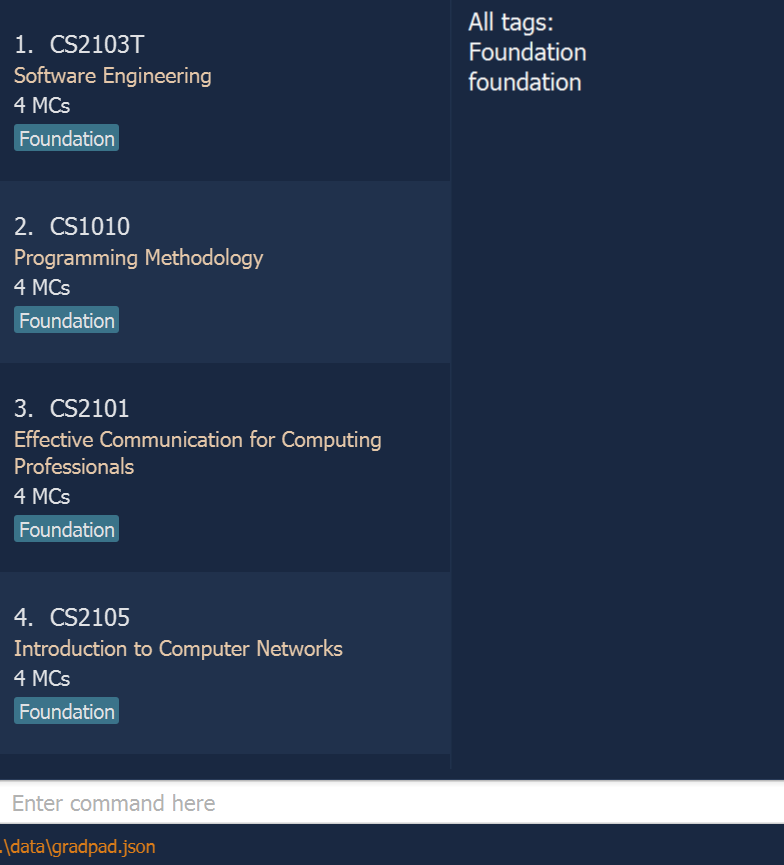 1. CS2103T
Software Engineering
4 MCs
Foundation
2. CS1010
Programming Methodology
4 MCs
Foundation
3. CS2101
Effective Communication for Computing
Professionals
4 MCs
Foundation
4. CS2105
Introduction to Computer Networks
4 MCs
Foundation
All tags:
Foundation
foundation
Enter command here
.\data\gradpad.json